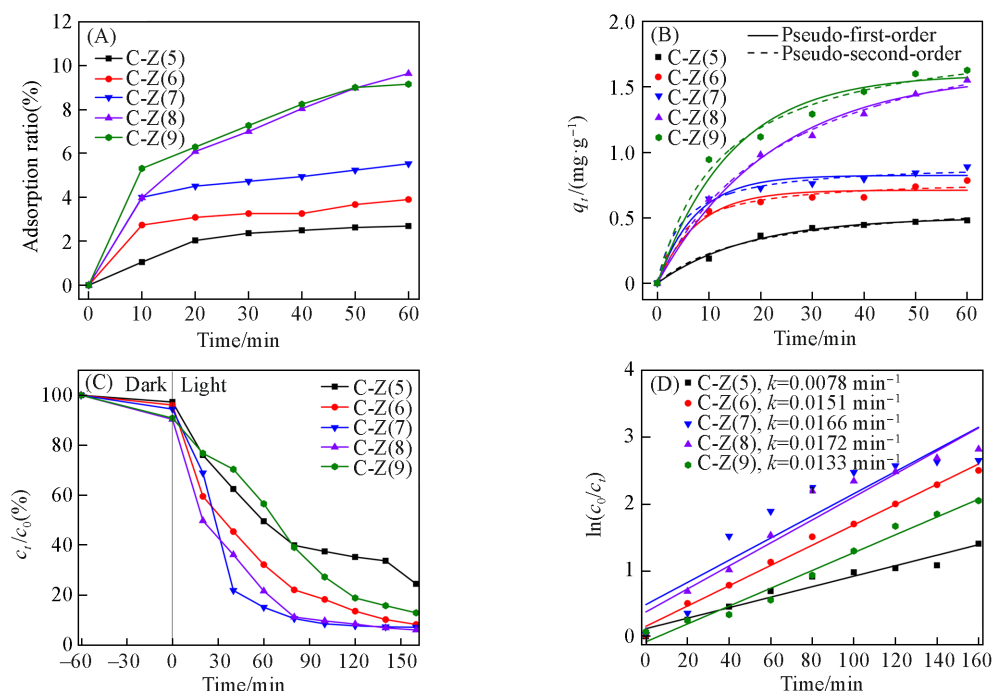 (A)
C-Z(5)
C-Z(6)
C-Z(7)
C-Z(8)
C-Z(9)
12
10
8
6
4
2
0
Adsorption ratio(%)
0 10 20 30 40 50 60
Time/min
(B)
Pseudo-first-order
Pseudo-second-order
C-Z(5)
C-Z(6)
C-Z(7)
C-Z(8)
C-Z(9)
2.0
1.5
1.0
0.5
0
qt/(mg·g⁻¹)
0 10 20 30 40 50 60
Time/min
(C) Dark Light
C-Z(5)
C-Z(6)
C-Z(7)
C-Z(8)
C-Z(9)
100
80
60
40
20
0
ct/c0(%)
–60 –30 0 30 60 90 120 160
Time/min
(D)
C-Z(5), k=0.0078 min⁻¹
C-Z(6), k=0.0151 min⁻¹
C-Z(7), k=0.0166 min⁻¹
C-Z(8), k=0.0172 min⁻¹
C-Z(9), k=0.0133 min⁻¹
4
3
2
1
0
ln(c0/ct)
0 20 40 60 80 100 120 140 160
Time/min